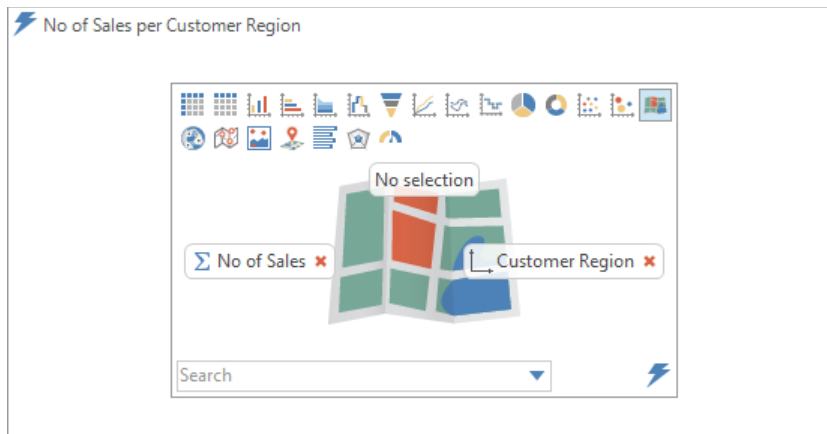 No of Sales per Customer Region
No selection
No of Sales
Customer Region
Search